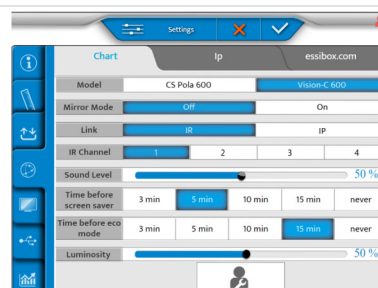 Settings
Chart Ip essibox.com
Model CS Pola 600 Vision-C 600
Mirror Mode Off On
Link IR IP
IR Channel 1 2 3 4
Sound Level 50 %
Time before
screen saver 3 min 5 min 10 min 15 min never
Time before eco
mode 3 min 5 min 10 min 15 min never
Luminosity 50 %